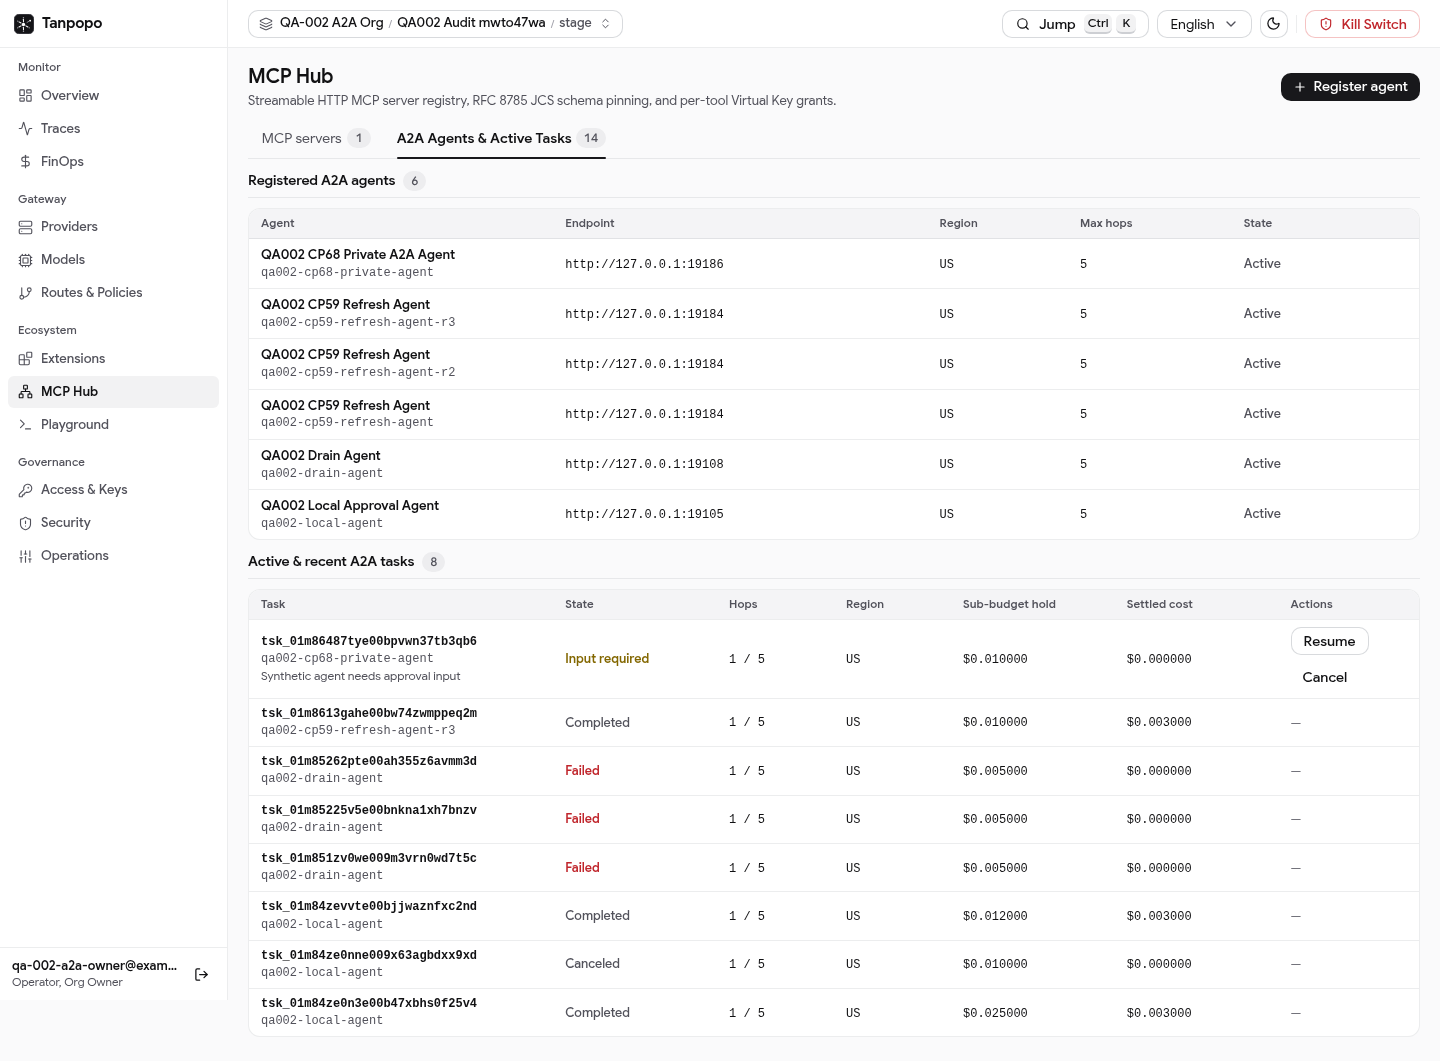 Tanpopo
QA-002 A2A Org / QA002 Audit mwto47wa / stage
Jump Ctrl K
English
Kill Switch
Monitor
Overview
Traces
FinOps
Gateway
Providers
Models
Routes & Policies
Ecosystem
Extensions
MCP Hub
Playground
Governance
Access & Keys
Security
Operations
qa-002-a2a-owner@exam...
Operator, Org Owner
MCP Hub
Streamable HTTP MCP server registry, RFC 8785 JCS schema pinning, and per-tool Virtual Key grants.
+ Register agent
MCP servers 1
A2A Agents & Active Tasks 14
Registered A2A agents 6
Agent Endpoint Region Max hops State
QA002 CP68 Private A2A Agent
qa002-cp68-private-agent
http://127.0.0.1:19186 US 5 Active
QA002 CP59 Refresh Agent
qa002-cp59-refresh-agent-r3
http://127.0.0.1:19184 US 5 Active
QA002 CP59 Refresh Agent
qa002-cp59-refresh-agent-r2
http://127.0.0.1:19184 US 5 Active
QA002 CP59 Refresh Agent
qa002-cp59-refresh-agent
http://127.0.0.1:19184 US 5 Active
QA002 Drain Agent
qa002-drain-agent
http://127.0.0.1:19108 US 5 Active
QA002 Local Approval Agent
qa002-local-agent
http://127.0.0.1:19105 US 5 Active
Active & recent A2A tasks 8
Task State Hops Region Sub-budget hold Settled cost Actions
tsk_01m86487tye00bpvwn37tb3qb6
qa002-cp68-private-agent
Synthetic agent needs approval input
Input required 1 / 5 US $0.010000 $0.000000
Resume
Cancel
tsk_01m8613gahe00bw74zwmppeq2m
qa002-cp59-refresh-agent-r3
Completed 1 / 5 US $0.010000 $0.003000 —
tsk_01m85262pte00ah355z6avmm3d
qa002-drain-agent
Failed 1 / 5 US $0.005000 $0.000000 —
tsk_01m85225v5e00bnkna1xh7bnzv
qa002-drain-agent
Failed 1 / 5 US $0.005000 $0.000000 —
tsk_01m851zv0we009m3vrn0wd7t5c
qa002-drain-agent
Failed 1 / 5 US $0.005000 $0.000000 —
tsk_01m84zevvte00bjjwaznfxc2nd
qa002-local-agent
Completed 1 / 5 US $0.012000 $0.003000 —
tsk_01m84ze0nne009x63agbdxx9xd
qa002-local-agent
Canceled 1 / 5 US $0.010000 $0.000000 —
tsk_01m84ze0n3e00b47xbhs0f25v4
qa002-local-agent
Completed 1 / 5 US $0.025000 $0.003000 —